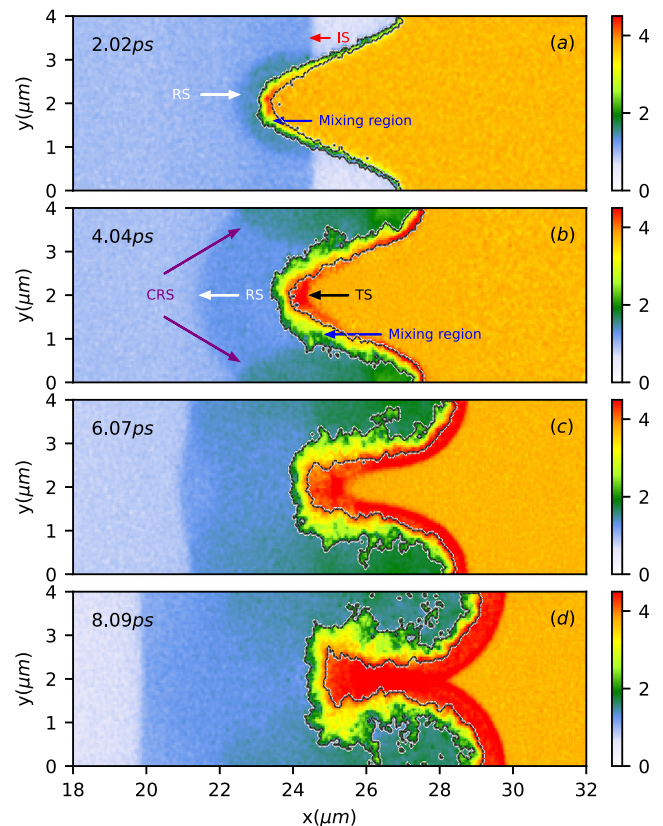 4
3
2
1
0
y(μm)
2.02ps
IS
(a)
RS
Mixing region
4
2
0
4
3
2
1
0
y(μm)
4.04ps
(b)
CRS
RS
TS
Mixing region
4
2
0
4
3
2
1
0
y(μm)
6.07ps
(c)
4
2
0
4
3
2
1
0
y(μm)
8.09ps
(d)
4
2
0
18 20 22 24 26 28 30 32
x(μm)